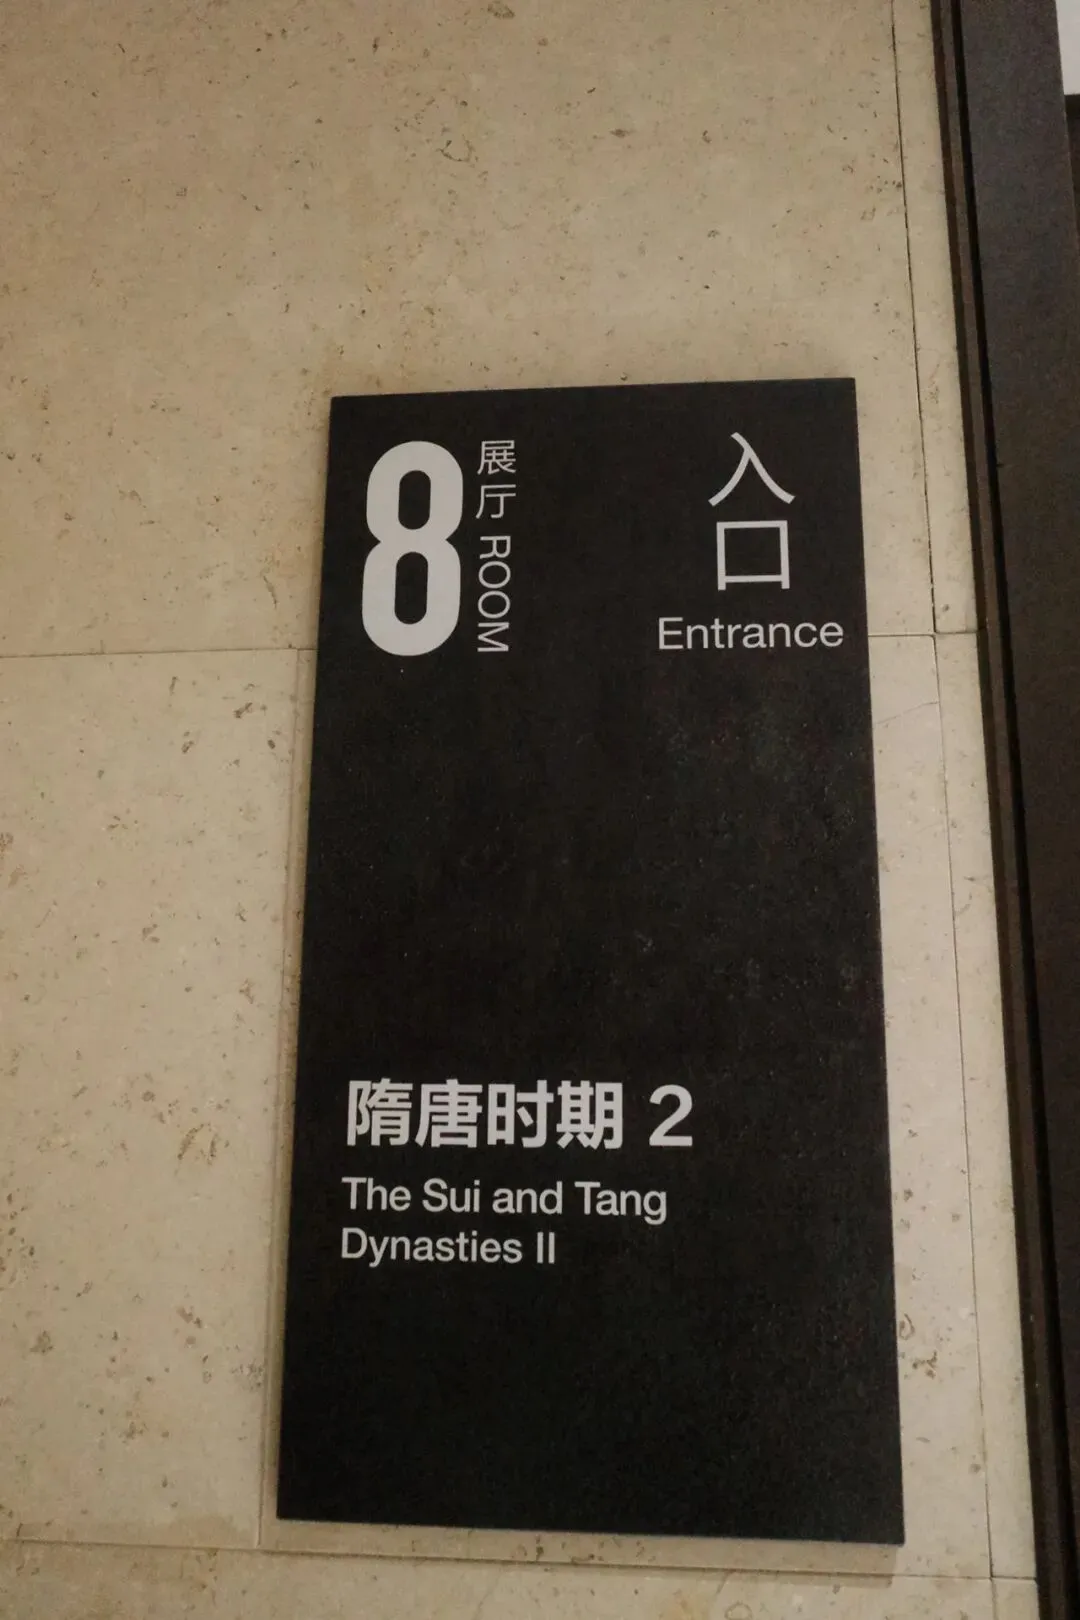 8 展厅 ROOM
入口
Entrance
隋唐时期 2
The Sui and Tang
Dynasties II